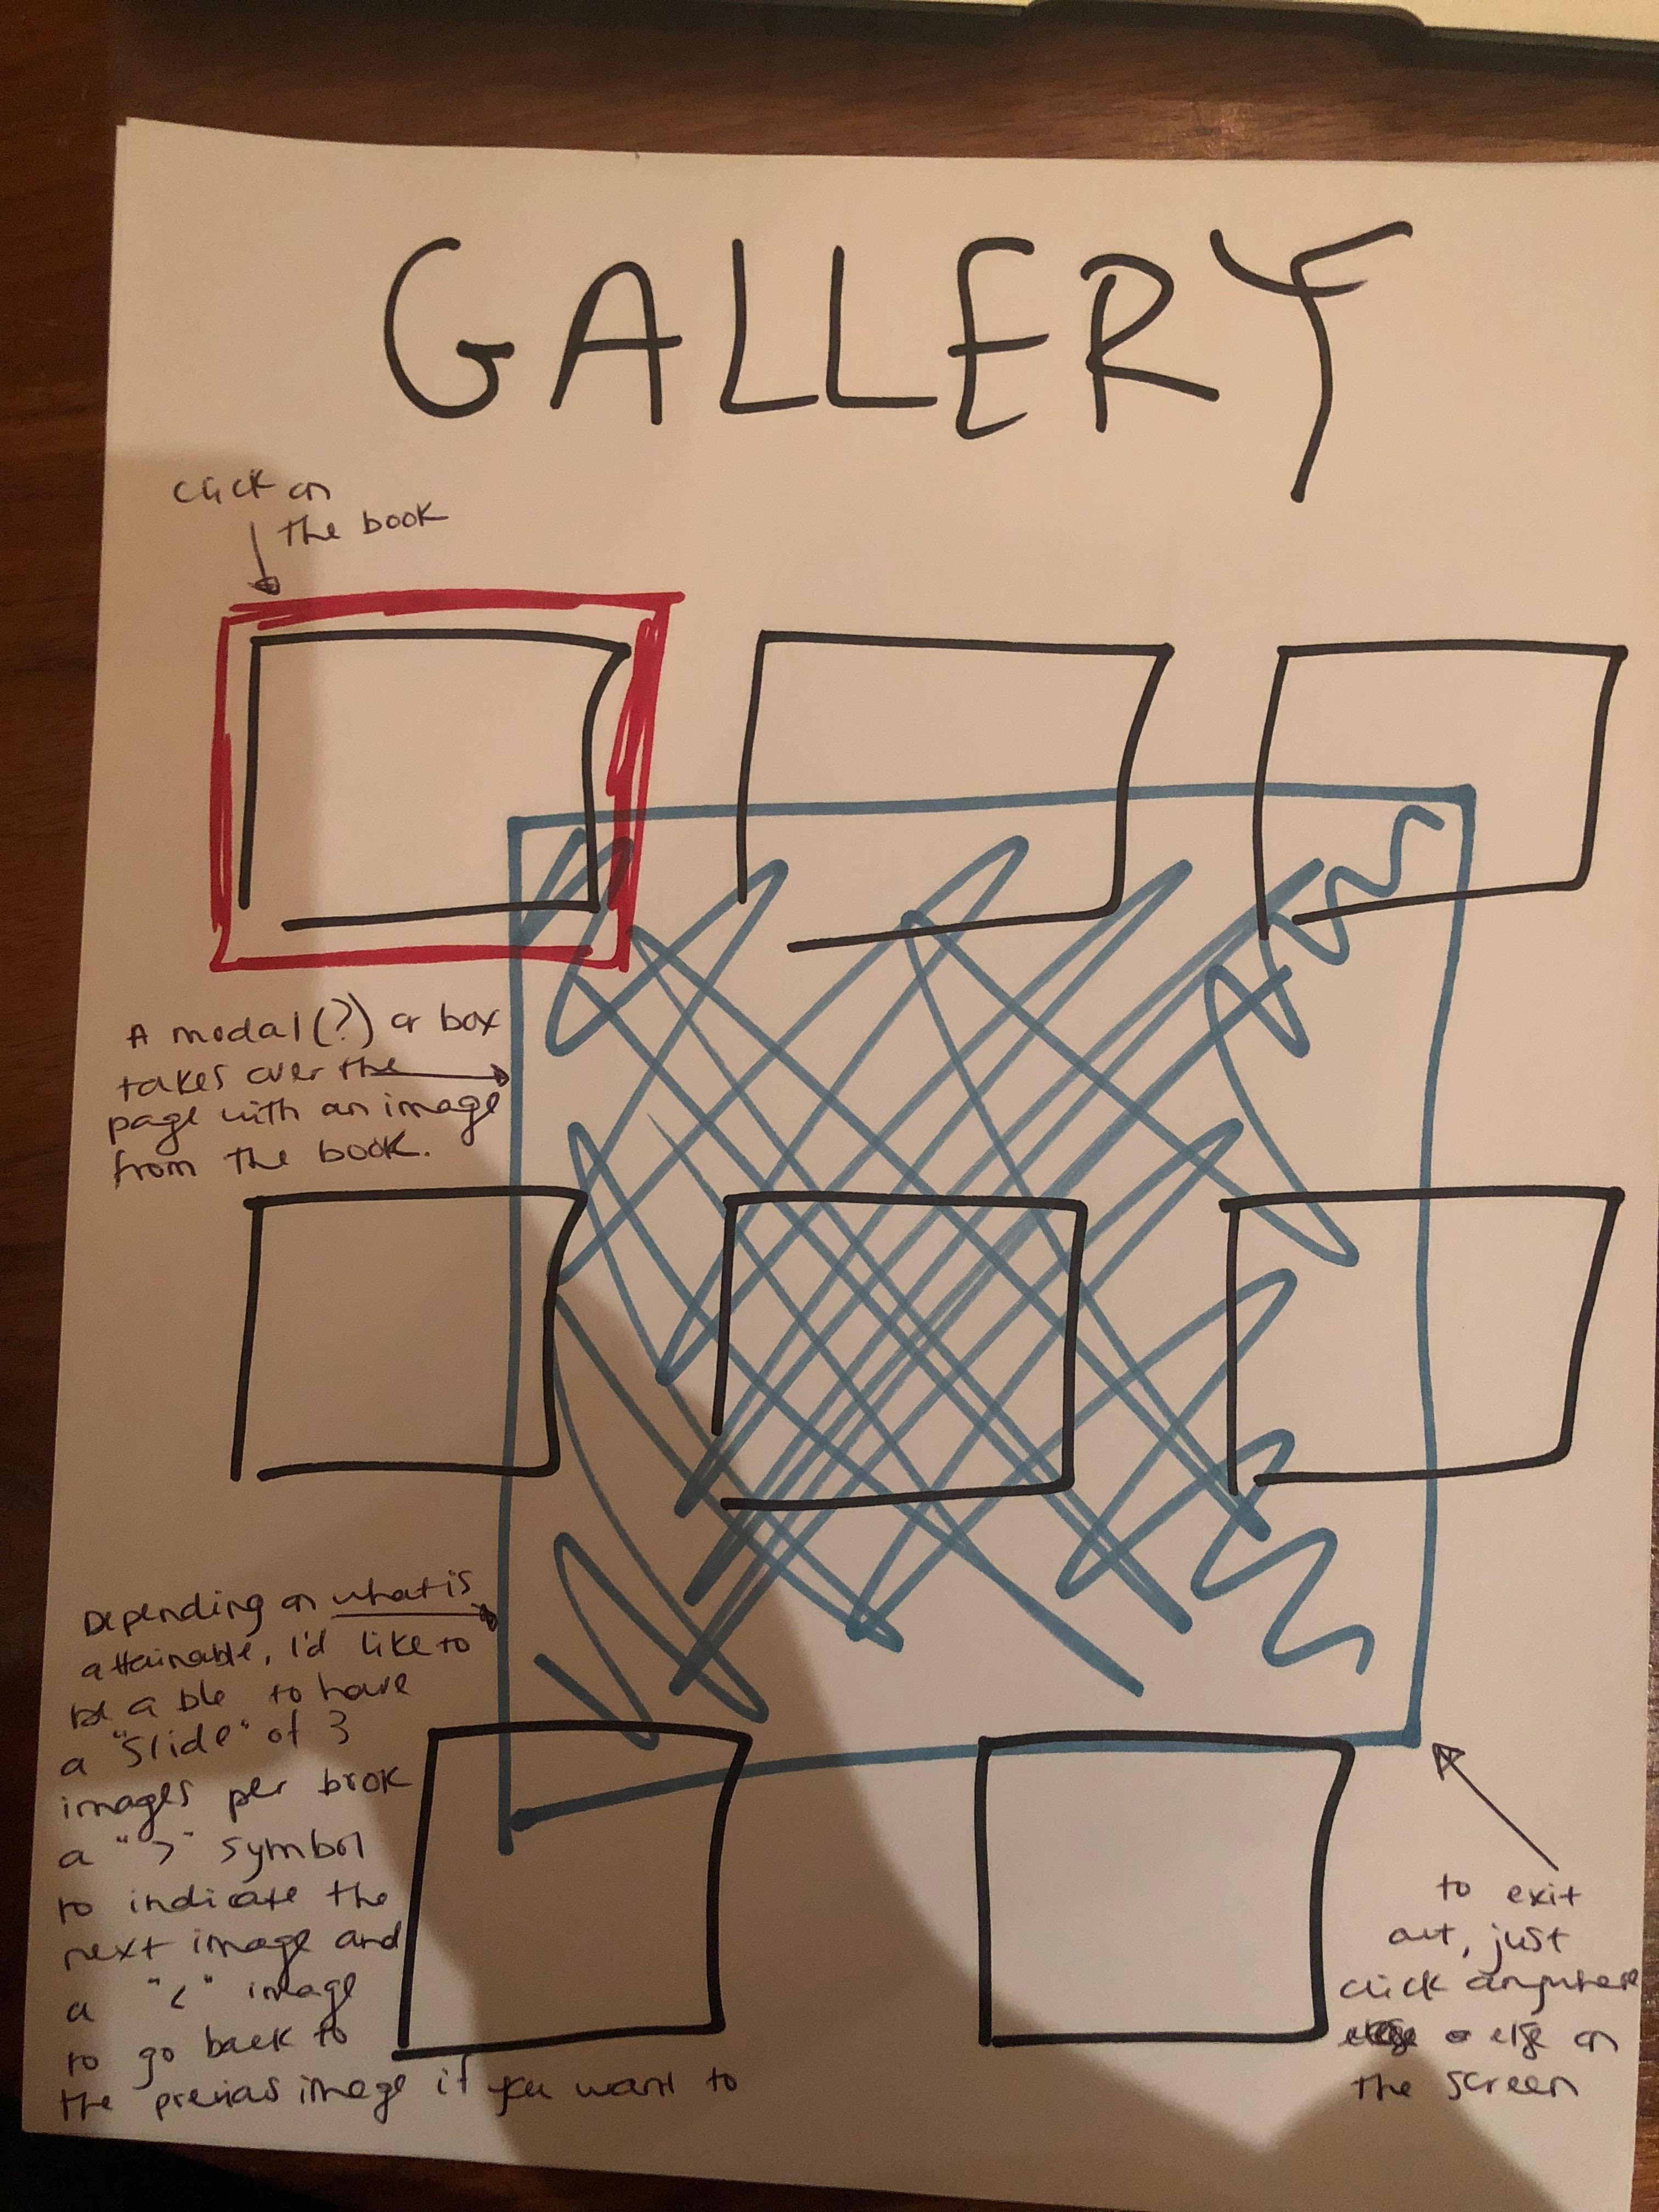 GALLERY
click on
the book
A modal(?) or box
takes over the
page with an image
from the book.
Depending on what is
attainable, I'd like to
be able to have
a "slide" of 3
images per book
a ">" symbol
to indicate the
next image and
a "<" image
to go back to
the previous image if you want to
to exit
out, just
click anywhere
else on
the screen